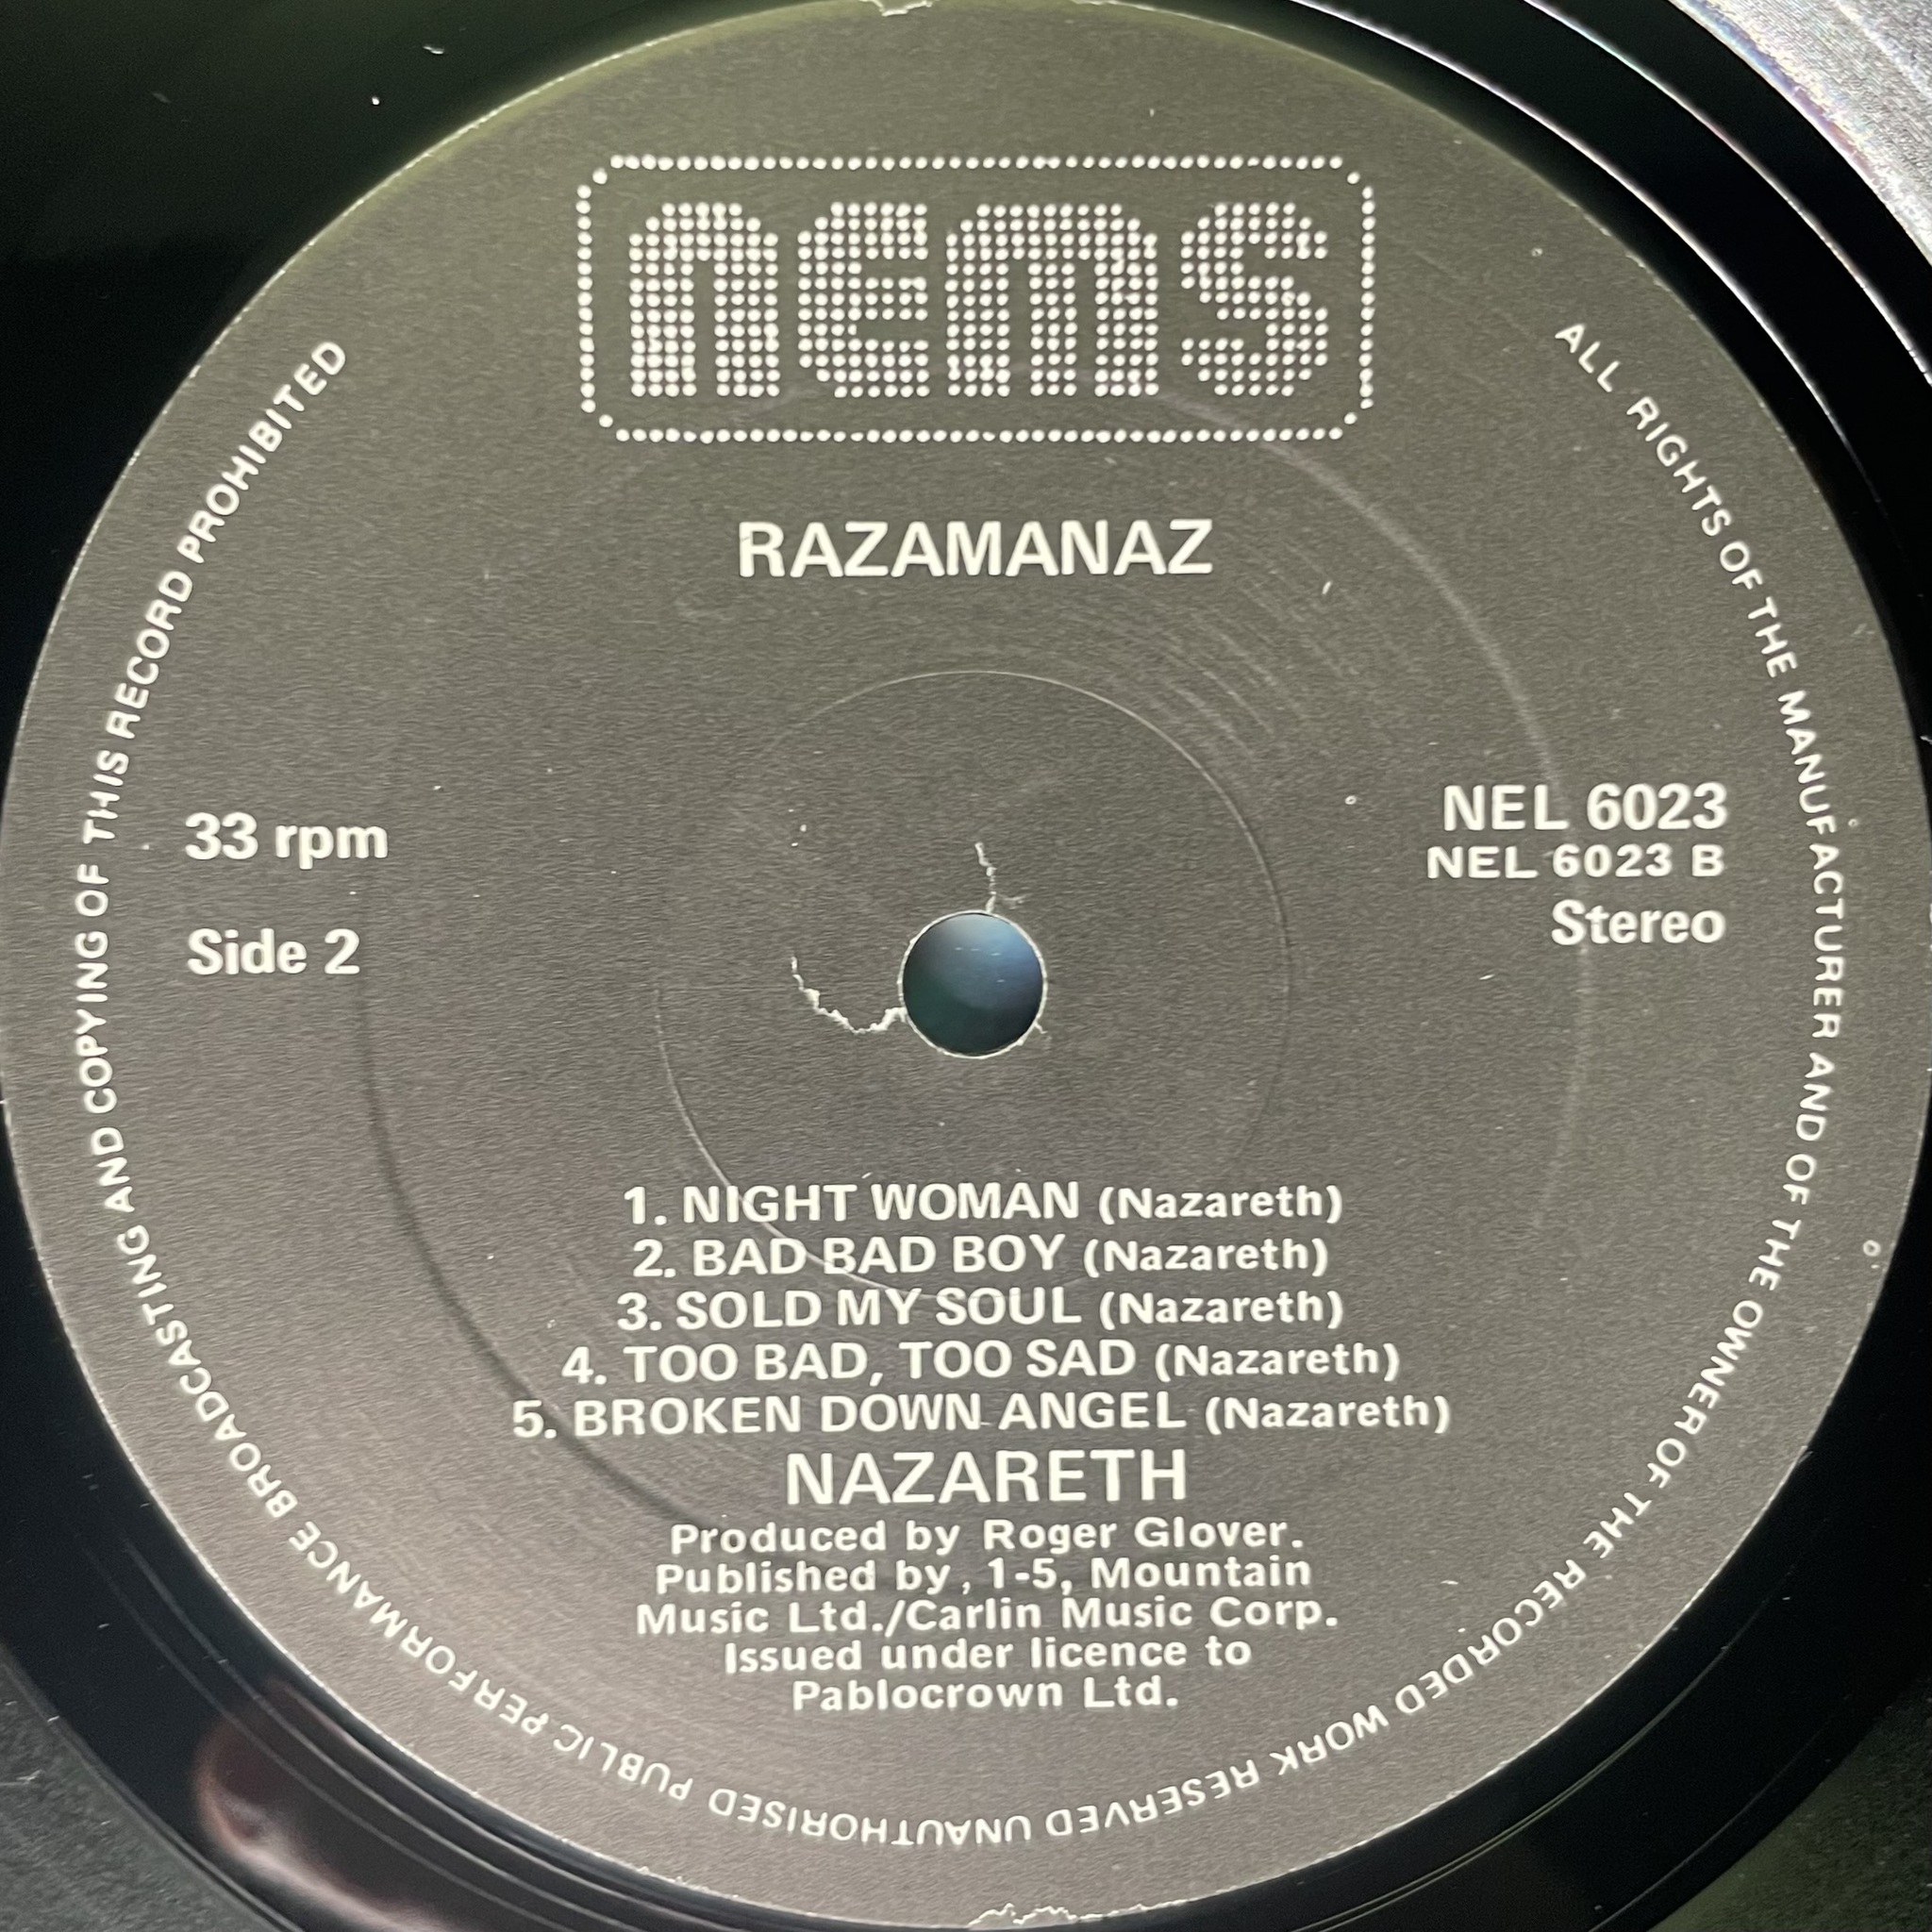 nems
RAZAMANAZ
33 rpm
Side 2
NEL 6023
NEL 6023 B
Stereo
1. NIGHT WOMAN (Nazareth)
2. BAD BAD BOY (Nazareth)
3. SOLD MY SOUL (Nazareth)
4. TOO BAD, TOO SAD (Nazareth)
5. BROKEN DOWN ANGEL (Nazareth)
NAZARETH
Produced by Roger Glover.
Published by , 1-5, Mountain
Music Ltd./Carlin Music Corp.
Issued under licence to
Pablocrown Ltd.
ALL RIGHTS OF THE MANUFACTURER AND OF THE OWNER OF THE RECORDED WORK RESERVED UNAUTHORISED PUBLIC PERFORMANCE BROADCASTING AND COPYING OF THIS RECORD PROHIBITED